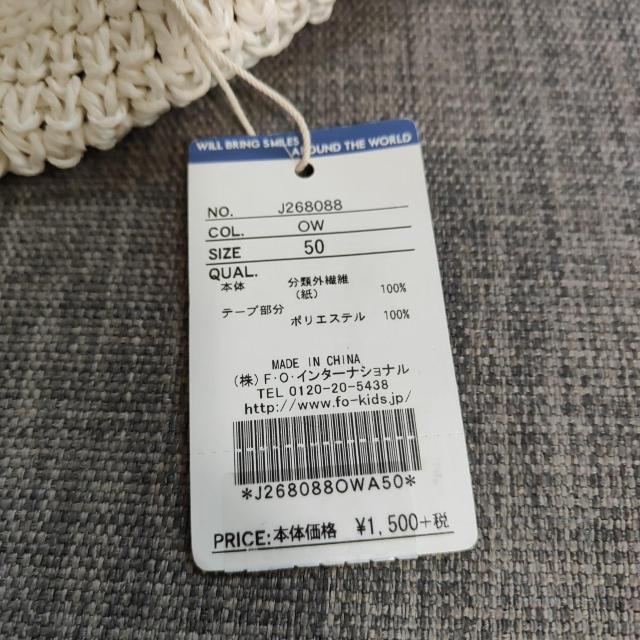 WILL BRING SMILES AROUND THE WORLD
NO. J268088
COL. OW
SIZE 50
QUAL.
本体 分類外繊維
(紙) 100%
テープ部分
ポリエステル 100%
MADE IN CHINA
(株)F・O・インターナショナル
TEL 0120-20-5438
http://www.fo-kids.jp/
*J268088OWA50*
PRICE:本体価格 ¥1,500+税